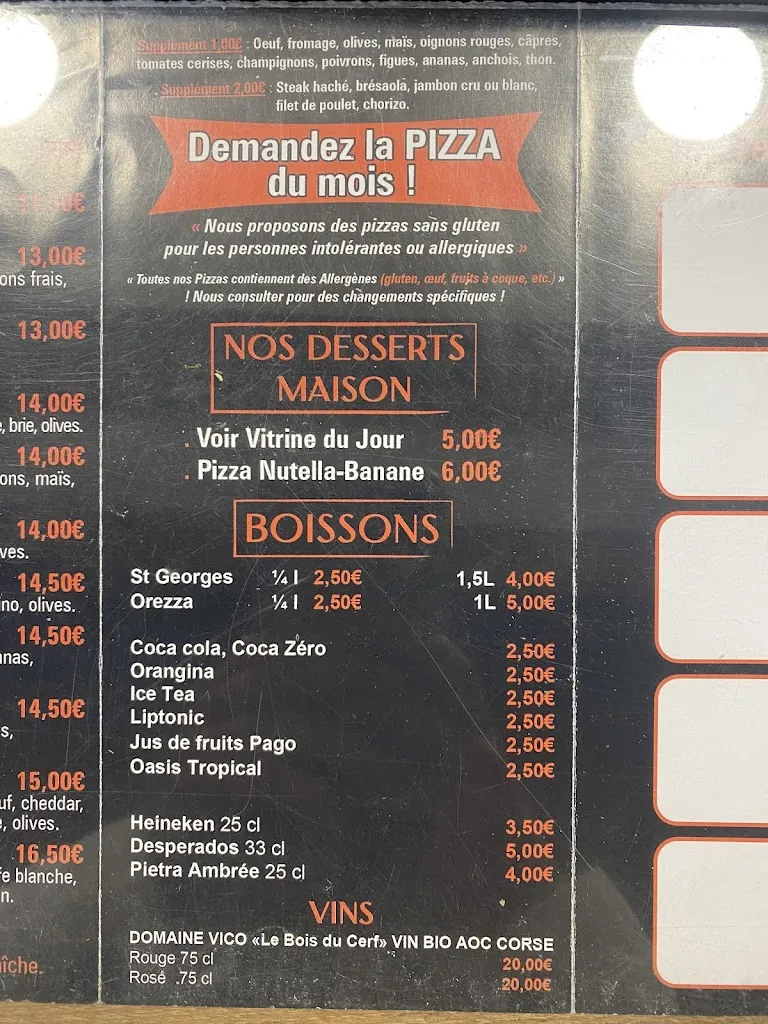 13,00€
ons frais,
13,00€
14,00€
, brie, olives.
14,00€
ons, maïs,
14,00€
ves.
14,50€
ino, olives.
14,50€
nas,
14,50€
s,
15,00€
uf, cheddar,
, olives.
16,50€
fe blanche,
n.
aîche.
Supplément 1,00€ : Oeuf, fromage, olives, maïs, oignons rouges, câpres,
tomates cerises, champignons, poivrons, figues, ananas, anchois, thon.
Supplément 2,00€ : Steak haché, brésaola, jambon cru ou blanc,
filet de poulet, chorizo.
Demandez la PIZZA
du mois !
« Nous proposons des pizzas sans gluten
pour les personnes intolérantes ou allergiques »
« Toutes nos Pizzas contiennent des Allergènes (gluten, œuf, fruits à coque, etc.) »
! Nous consulter pour des changements spécifiques !
NOS DESSERTS
MAISON
. Voir Vitrine du Jour 5,00€
. Pizza Nutella-Banane 6,00€
BOISSONS
St Georges ¼ l 2,50€ 1,5L 4,00€
Orezza ¼ l 2,50€ 1L 5,00€
Coca cola, Coca Zéro 2,50€
Orangina 2,50€
Ice Tea 2,50€
Liptonic 2,50€
Jus de fruits Pago 2,50€
Oasis Tropical 2,50€
Heineken 25 cl 3,50€
Desperados 33 cl 5,00€
Pietra Ambrée 25 cl 4,00€
VINS
DOMAINE VICO «Le Bois du Cerf» VIN BIO AOC CORSE
Rouge 75 cl 20,00€
Rosé .75 cl 20,00€